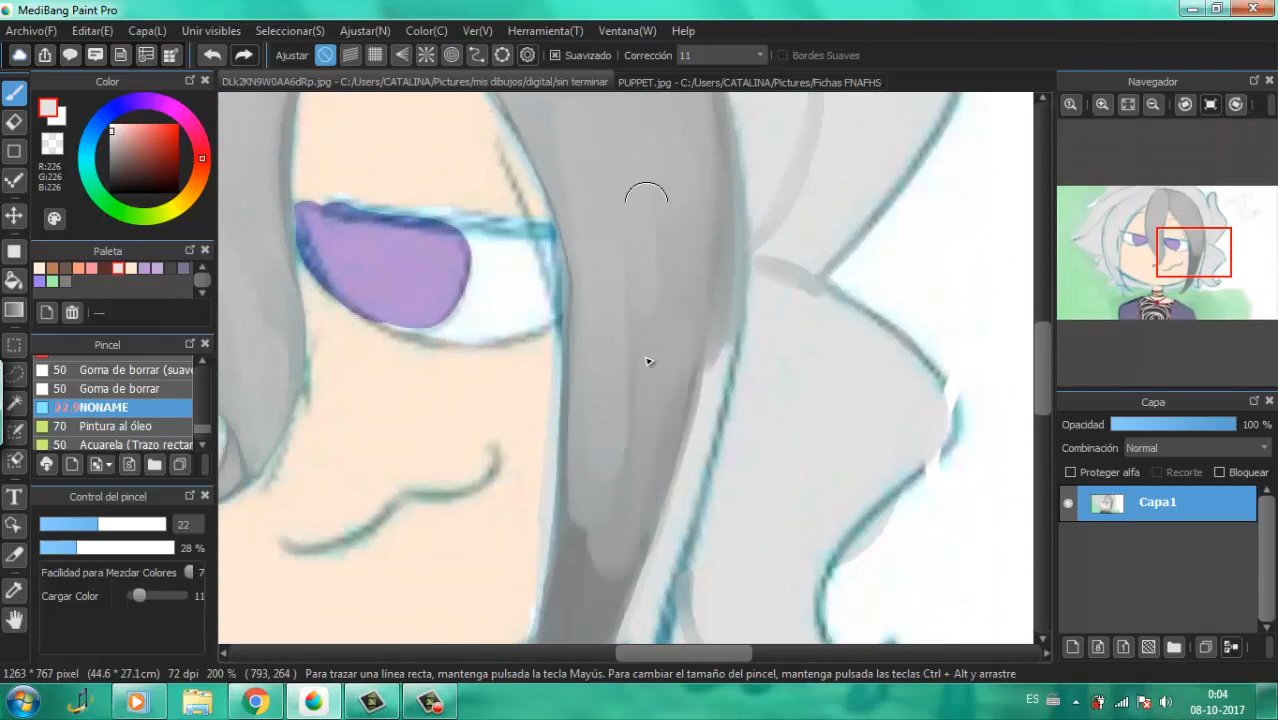 MediBang Paint Pro
Archivo(F) Editar(E) Capa(L) Unir visibles Seleccionar(S) Ajustar(N) Color(C) Ver(V) Herramienta(T) Ventana(W) Help
Ajustar Suavizado Corrección 11 Bordes Suaves
Color
DLk2KN9W0AA6dRp.jpg - C:/Users/CATALINA/Pictures/mis dibujos/digital/sin terminar
PUPPET.jpg - C:/Users/CATALINA/Pictures/Fichas FNAFHS
Navegador
R:226
G:226
B:226
Paleta
---
Pincel
50 Goma de borrar (suave
50 Goma de borrar
22.9 NONAME
70 Pintura al óleo
50 Acuarela (Trazo rectar
Control del pincel
22
28 %
Facilidad para Mezclar Colores 7
Cargar Color 11
Capa
Opacidad 100 %
Combinación Normal
Proteger alfa Recorte Bloquear
Capa1
1263 * 767 pixel (44.6 * 27.1cm) 72 dpi 200 % (793, 264 ) Para trazar una línea recta, mantenga pulsada la tecla Mayús. Para cambiar el tamaño del pincel, mantenga pulsada las teclas Ctrl + Alt y arrastre
ES
0:04
08-10-2017